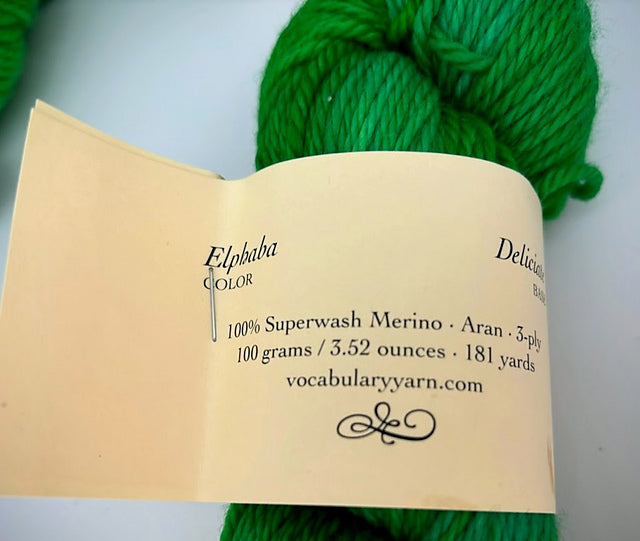 Elphaba
COLOR
100% Superwash Merino · Aran · 3-ply
100 grams / 3.52 ounces · 181 yards
vocabularyyarn.com